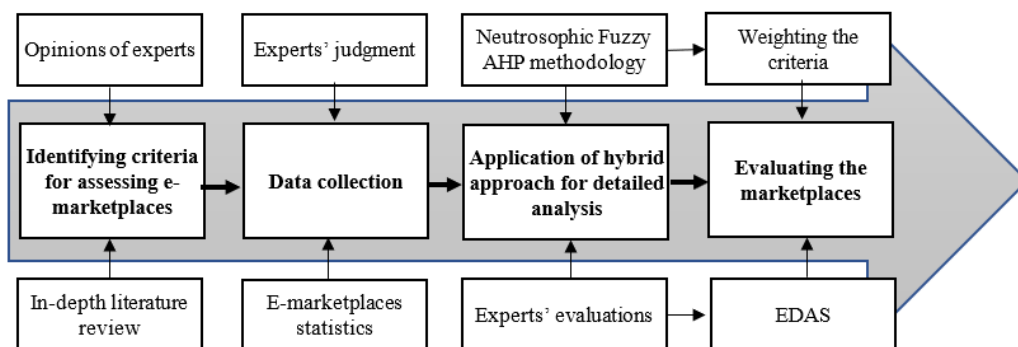 Opinions of experts
Experts’ judgment
Neutrosophic Fuzzy
AHP methodology
Weighting the
criteria
Identifying criteria
for assessing e-
marketplaces
Data collection
Application of hybrid
approach for detailed
analysis
Evaluating the
marketplaces
In-depth literature
review
E-marketplaces
statistics
Experts’ evaluations
EDAS